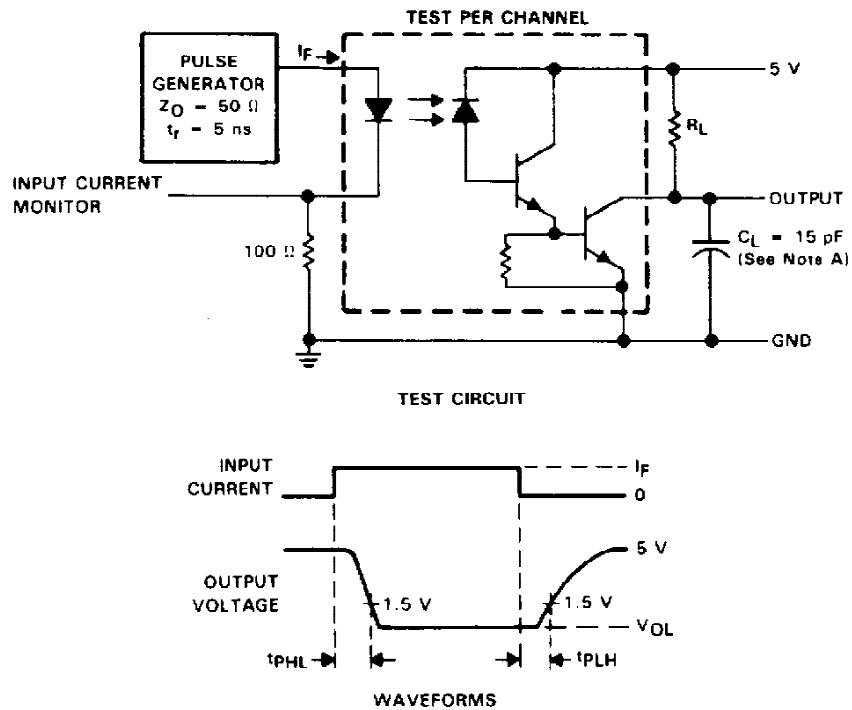 TEST PER CHANNEL
PULSE
GENERATOR
ZO = 50 Ω
tr = 5 ns
IF
5 V
RL
INPUT CURRENT
MONITOR
OUTPUT
100 Ω
CL = 15 pF
(See Note A)
GND
TEST CIRCUIT
INPUT
CURRENT
IF
0
5 V
OUTPUT
VOLTAGE
1.5 V
1.5 V
VOL
tPHL
tPLH
WAVEFORMS